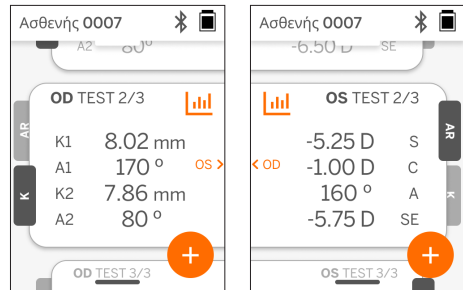 Ασθενής 0007
A2 80º
OD TEST 2/3
AR
K
K1 8.02 mm
A1 170 º
OS >
K2 7.86 mm
A2 80 º
+
OD TEST 3/3
Ασθενής 0007
-6.50 D SE
OS TEST 2/3
AR
K
-5.25 D S
< OD
-1.00 D C
160 º A
-5.75 D SE
+
OS TEST 3/3